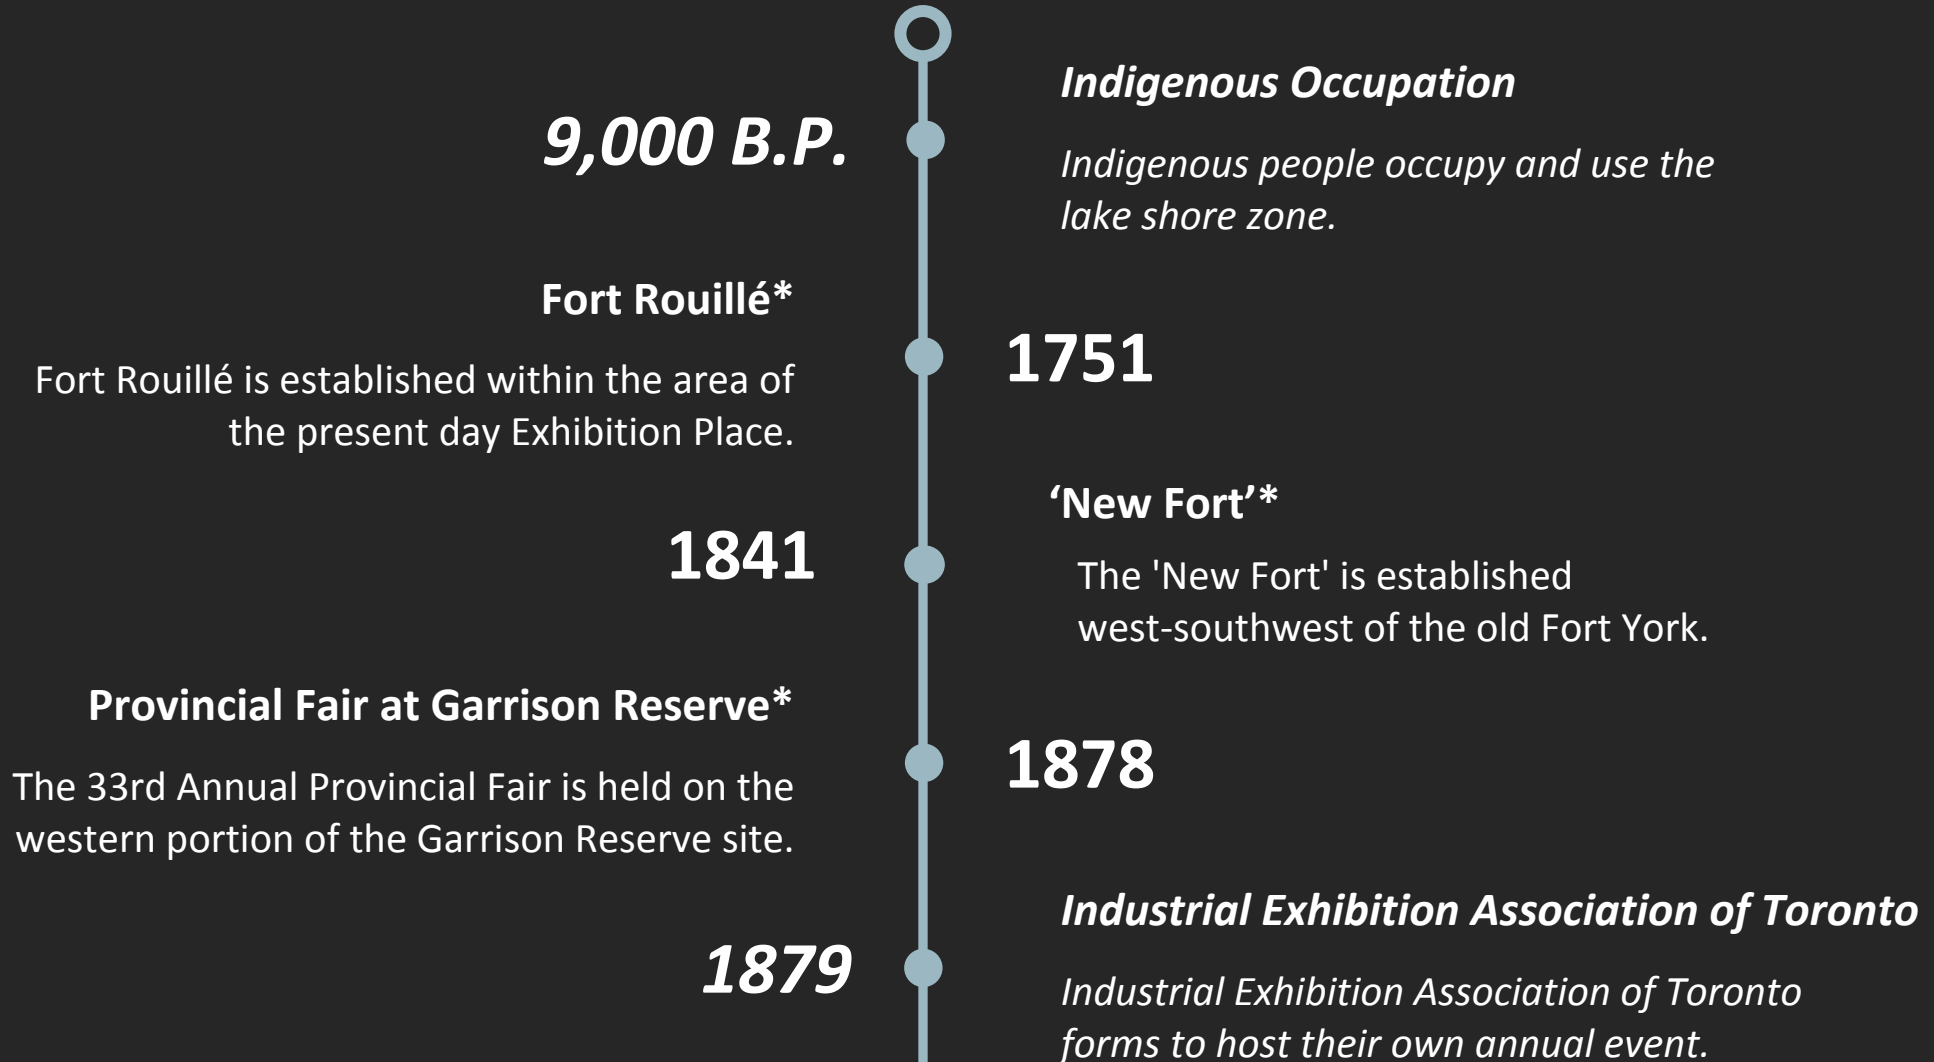 9,000 B.P.
Indigenous Occupation
Indigenous people occupy and use the
lake shore zone.
Fort Rouillé*
Fort Rouillé is established within the area of
the present day Exhibition Place.
1751
1841
‘New Fort’*
The 'New Fort' is established
west-southwest of the old Fort York.
Provincial Fair at Garrison Reserve*
The 33rd Annual Provincial Fair is held on the
western portion of the Garrison Reserve site.
1878
1879
Industrial Exhibition Association of Toronto
Industrial Exhibition Association of Toronto
forms to host their own annual event.